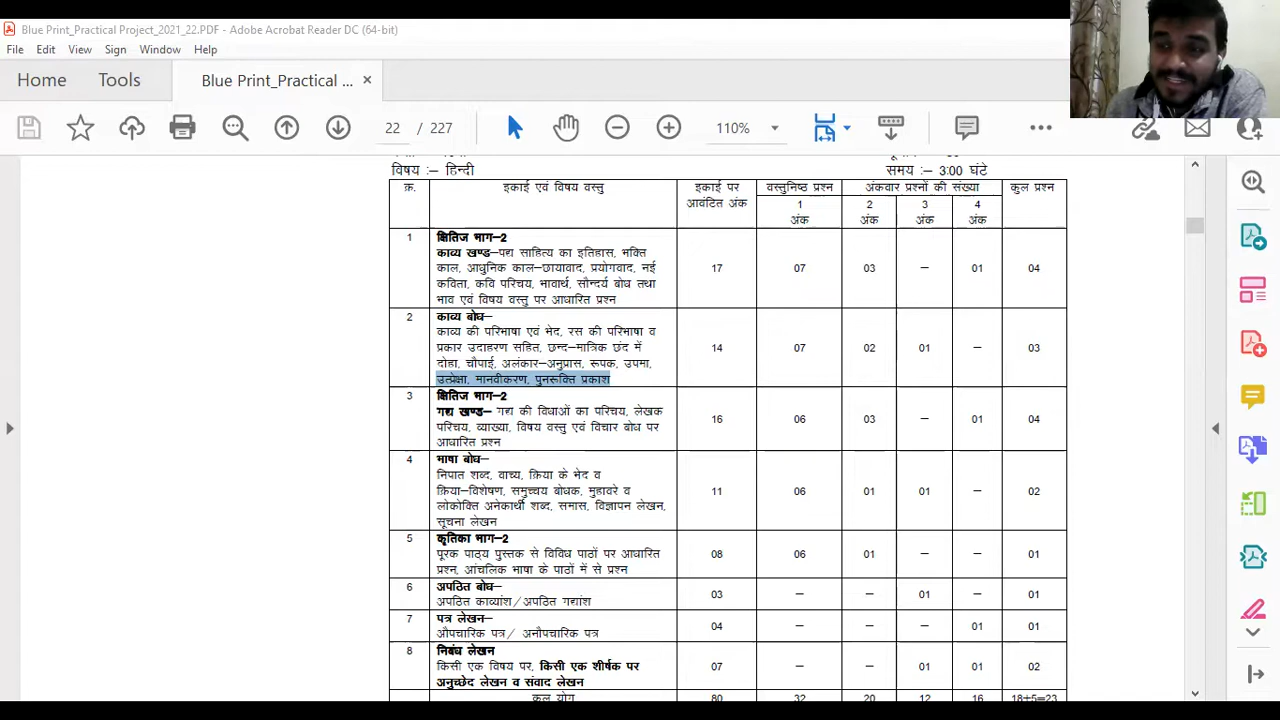 Blue Print_Practical Project_2021_22.PDF - Adobe Acrobat Reader DC (64-bit)
File Edit View Sign Window Help
Home Tools Blue Print_Practical ... ×
22 / 227 110%
विषय :– हिन्दी समय :– 3:00 घंटे
क्र. इकाई एवं विषय वस्तु इकाई पर आवंटित अंक वस्तुनिष्ठ प्रश्न अंकवार प्रश्नों की संख्या कुल प्रश्न
1 अंक 2 अंक 3 अंक 4 अंक
1 क्षितिज भाग–2
काव्य खण्ड–पद्य साहित्य का इतिहास, भक्ति
काल, आधुनिक काल–छायावाद, प्रयोगवाद, नई 17 07 03 – 01 04
कविता, कवि परिचय, भावार्थ, सौन्दर्य बोध तथा
भाव एवं विषय वस्तु पर आधारित प्रश्न
2 काव्य बोध–
काव्य की परिभाषा एवं भेद, रस की परिभाषा व
प्रकार उदाहरण सहित, छन्द–मात्रिक छंद में 14 07 02 01 – 03
दोहा, चौपाई, अलंकार–अनुप्रास, रूपक, उपमा,
उत्प्रेक्षा, मानवीकरण, पुनरूक्ति प्रकाश
3 क्षितिज भाग–2
गद्य खण्ड– गद्य की विधाओं का परिचय, लेखक 16 06 03 – 01 04
परिचय, व्याख्या, विषय वस्तु एवं विचार बोध पर
आधारित प्रश्न
4 भाषा बोध–
निपात शब्द, वाच्य, क्रिया के भेद व
क्रिया–विशेषण, समुच्चय बोधक, मुहावरे व 11 06 01 01 – 02
लोकोक्ति अनेकार्थी शब्द, समास, विज्ञापन लेखन,
सूचना लेखन
5 कृतिका भाग–2
पूरक पाठ्य पुस्तक से विविध पाठों पर आधारित 08 06 01 – – 01
प्रश्न, आंचलिक भाषा के पाठों में से प्रश्न
6 अपठित बोध–
अपठित काव्यांश/अपठित गद्यांश 03 – – 01 – 01
7 पत्र लेखन–
औपचारिक पत्र/ अनौपचारिक पत्र 04 – – – 01 01
8 निबंध लेखन
किसी एक विषय पर, किसी एक शीर्षक पर 07 – – 01 01 02
अनुच्छेद लेखन व संवाद लेखन
कुल योग 80 32 20 12 16 18+5=23